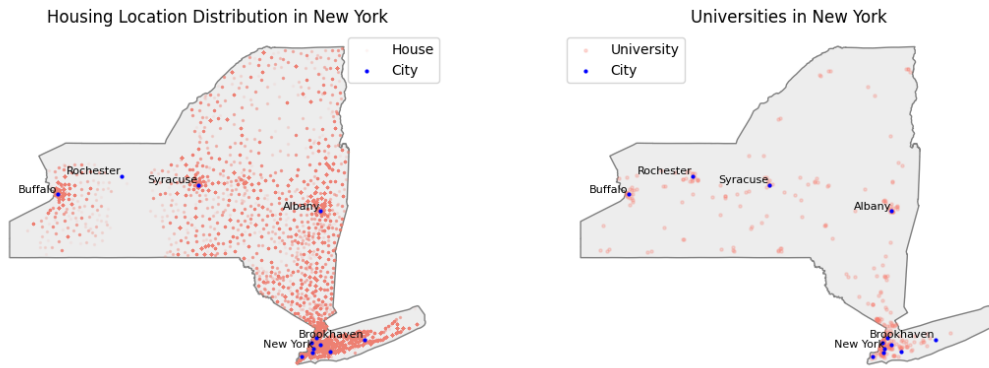 Housing Location Distribution in New York
House
City
Rochester
Buffalo
Syracuse
Albany
Brookhaven
New York
Universities in New York
University
City
Rochester
Buffalo
Syracuse
Albany
Brookhaven
New York